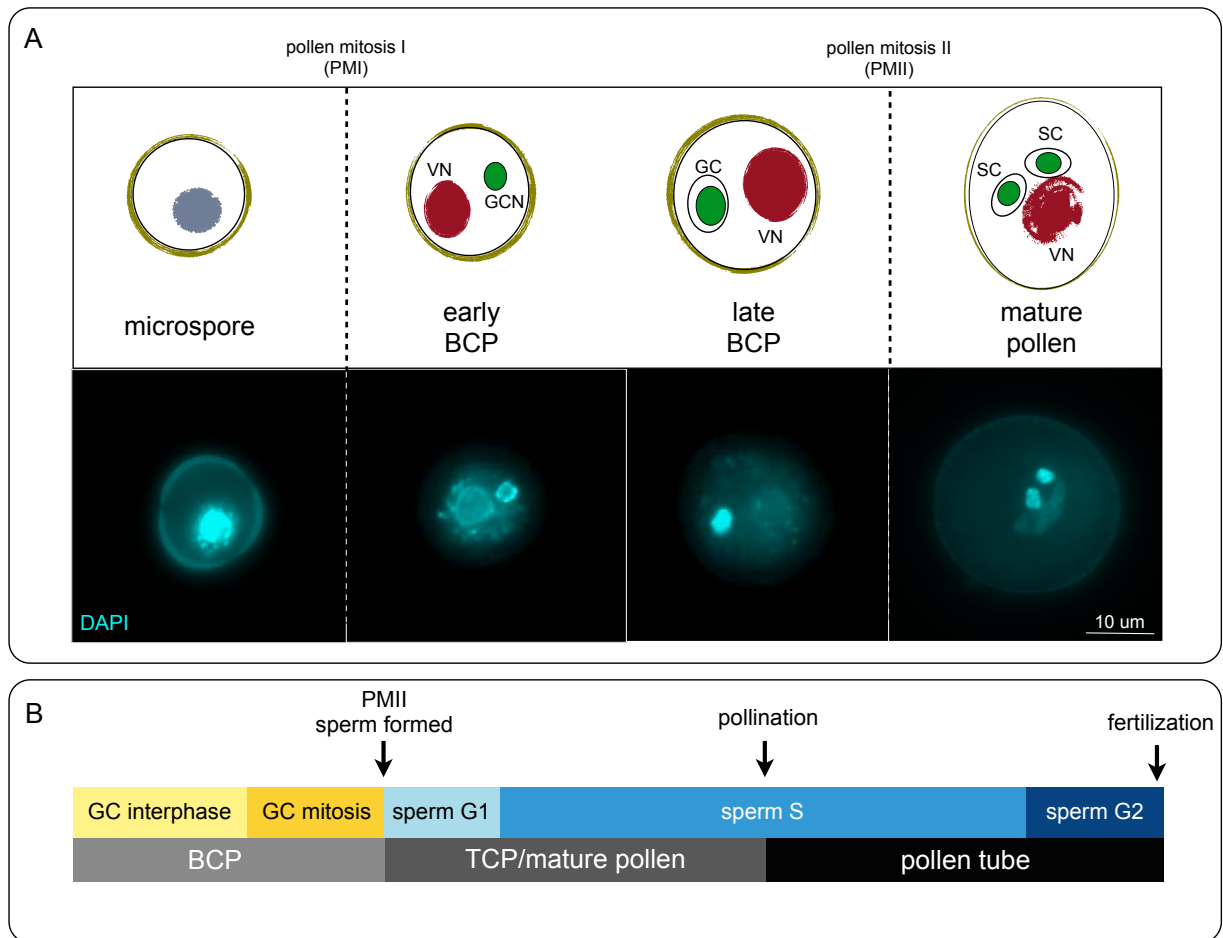 A
pollen mitosis I
(PMI)
pollen mitosis II
(PMII)
VN
GCN
GC
VN
SC
SC
VN
microspore
early
BCP
late
BCP
mature
pollen
DAPI
10 um
B
PMII
sperm formed
pollination
fertilization
GC interphase
GC mitosis
sperm G1
sperm S
sperm G2
BCP
TCP/mature pollen
pollen tube